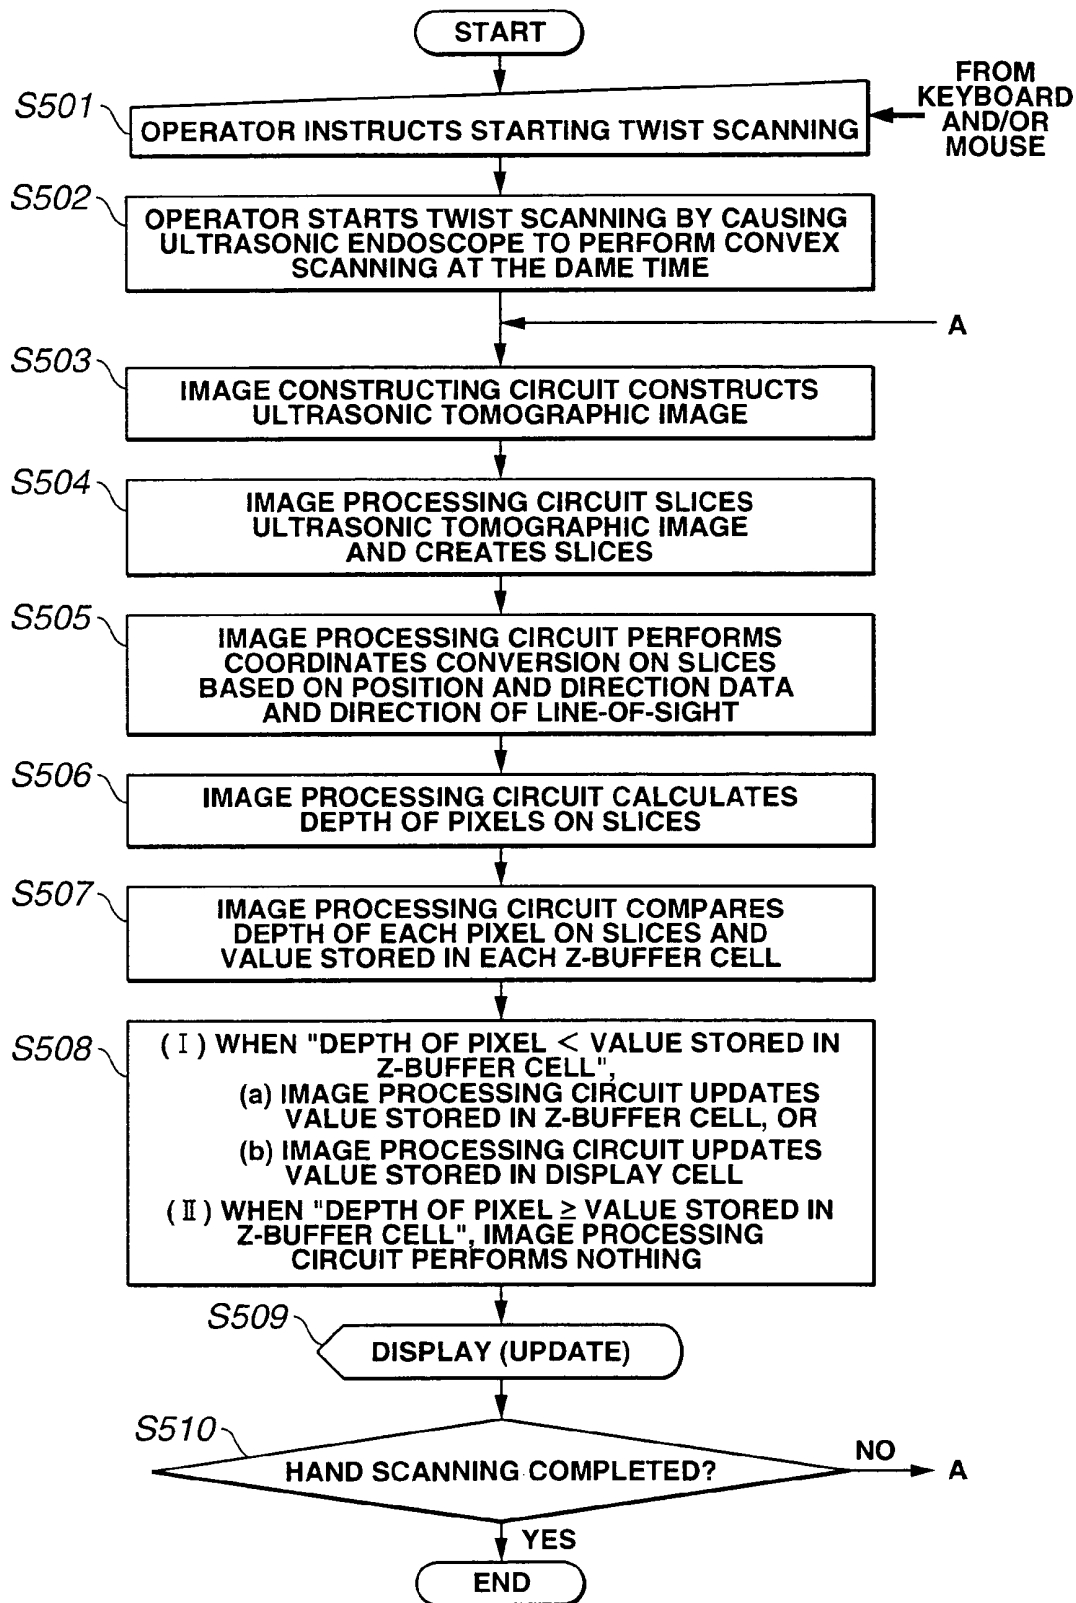 START
FROM
KEYBOARD
AND/OR
MOUSE
S501
OPERATOR INSTRUCTS STARTING TWIST SCANNING
S502
OPERATOR STARTS TWIST SCANNING BY CAUSING
ULTRASONIC ENDOSCOPE TO PERFORM CONVEX
SCANNING AT THE DAME TIME
A
S503
IMAGE CONSTRUCTING CIRCUIT CONSTRUCTS
ULTRASONIC TOMOGRAPHIC IMAGE
S504
IMAGE PROCESSING CIRCUIT SLICES
ULTRASONIC TOMOGRAPHIC IMAGE
AND CREATES SLICES
S505
IMAGE PROCESSING CIRCUIT PERFORMS
COORDINATES CONVERSION ON SLICES
BASED ON POSITION AND DIRECTION DATA
AND DIRECTION OF LINE-OF-SIGHT
S506
IMAGE PROCESSING CIRCUIT CALCULATES
DEPTH OF PIXELS ON SLICES
S507
IMAGE PROCESSING CIRCUIT COMPARES
DEPTH OF EACH PIXEL ON SLICES AND
VALUE STORED IN EACH Z-BUFFER CELL
S508
(Ⅰ) WHEN "DEPTH OF PIXEL < VALUE STORED IN
Z-BUFFER CELL",
(a) IMAGE PROCESSING CIRCUIT UPDATES
VALUE STORED IN Z-BUFFER CELL, OR
(b) IMAGE PROCESSING CIRCUIT UPDATES
VALUE STORED IN DISPLAY CELL
(Ⅱ) WHEN "DEPTH OF PIXEL ≥ VALUE STORED IN
Z-BUFFER CELL", IMAGE PROCESSING
CIRCUIT PERFORMS NOTHING
S509
DISPLAY (UPDATE)
S510
HAND SCANNING COMPLETED?
NO
A
YES
END